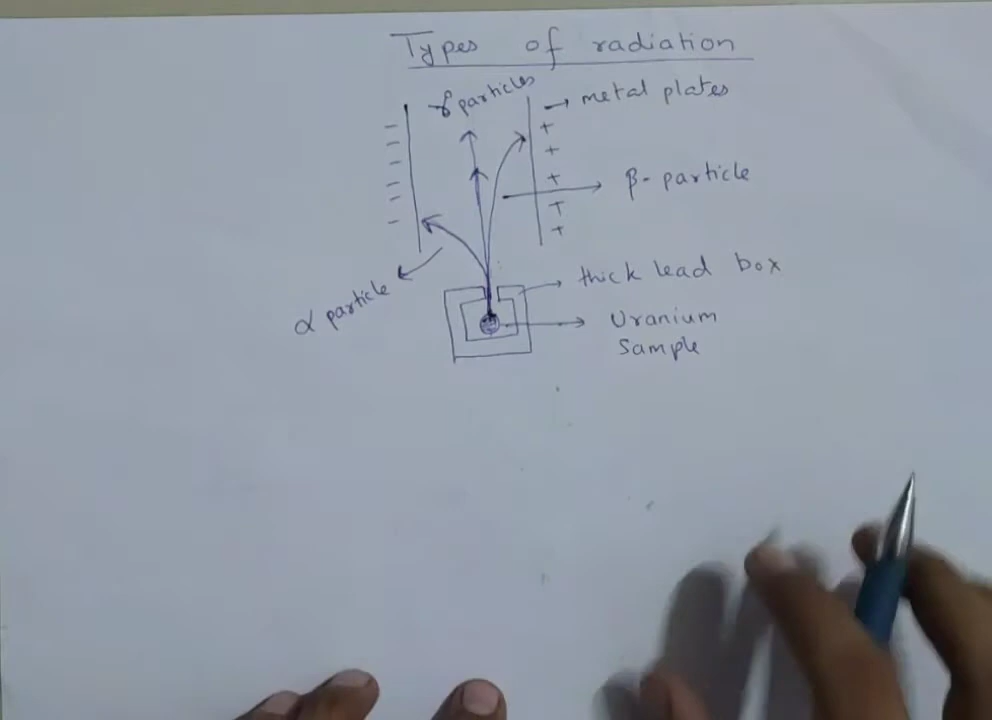 Types of radiation
γ particles
→ metal plates
- - - - - -
+ + + + +
β- particle
thick lead box
α particle
Uranium
Sample